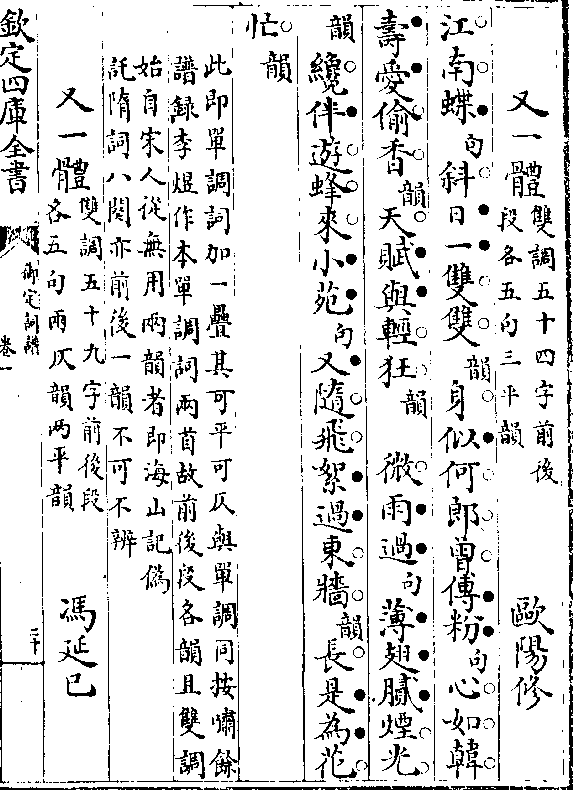 又一體 雙調五十四字前後 歐陽修
段各五句三平韻
江南蝶句斜日一雙雙韻身似何郎曾傅粉句心如韓
壽愛偷香韻天賦與輕狂韻 微雨過句薄翅膩煙光
韻纔伴遊蜂來小苑句又隨飛絮過東牆韻長是為花
忙韻
此即單調詞加一疊其可平可仄與單調同按嘯餘
譜録李煜作本單調詞兩首故前後段各韻且雙調
始自宋人從無用兩韻者即海山記偽
託隋詞八闋亦前後一韻不可不辨
又一體 雙調五十九字前後段 馮延巳
各五句兩仄韻兩平韻
欽定四庫全書
御定詞譜
卷一
二十